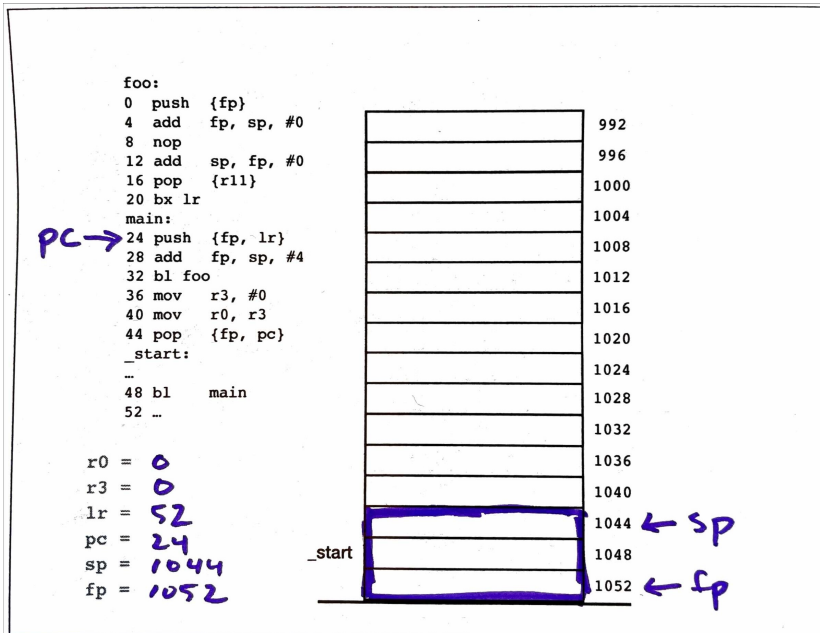 foo:
0 push {fp}
4 add fp, sp, #0
8 nop
12 add sp, fp, #0
16 pop {r11}
20 bx lr
main:
PC → 24 push {fp, lr}
28 add fp, sp, #4
32 bl foo
36 mov r3, #0
40 mov r0, r3
44 pop {fp, pc}
_start:
…
48 bl main
52 …
r0 = 0
r3 = 0
lr = 52
pc = 24
sp = 1044
fp = 1052
992
996
1000
1004
1008
1012
1016
1020
1024
1028
1032
1036
1040
1044 ← sp
_start 1048
1052 ← fp